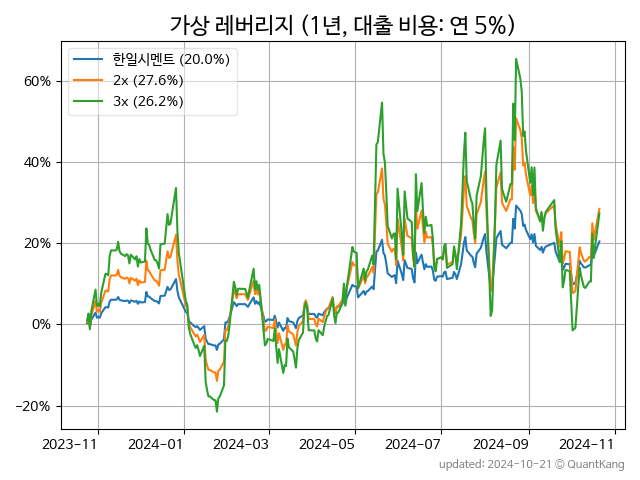 가상 레버리지 (1년, 대출 비용: 연 5%)
한일시멘트 (20.0%)
2x (27.6%)
3x (26.2%)
60%
40%
20%
0%
−20%
2023-11
2024-01
2024-03
2024-05
2024-07
2024-09
2024-11
updated: 2024-10-21 © QuantKang